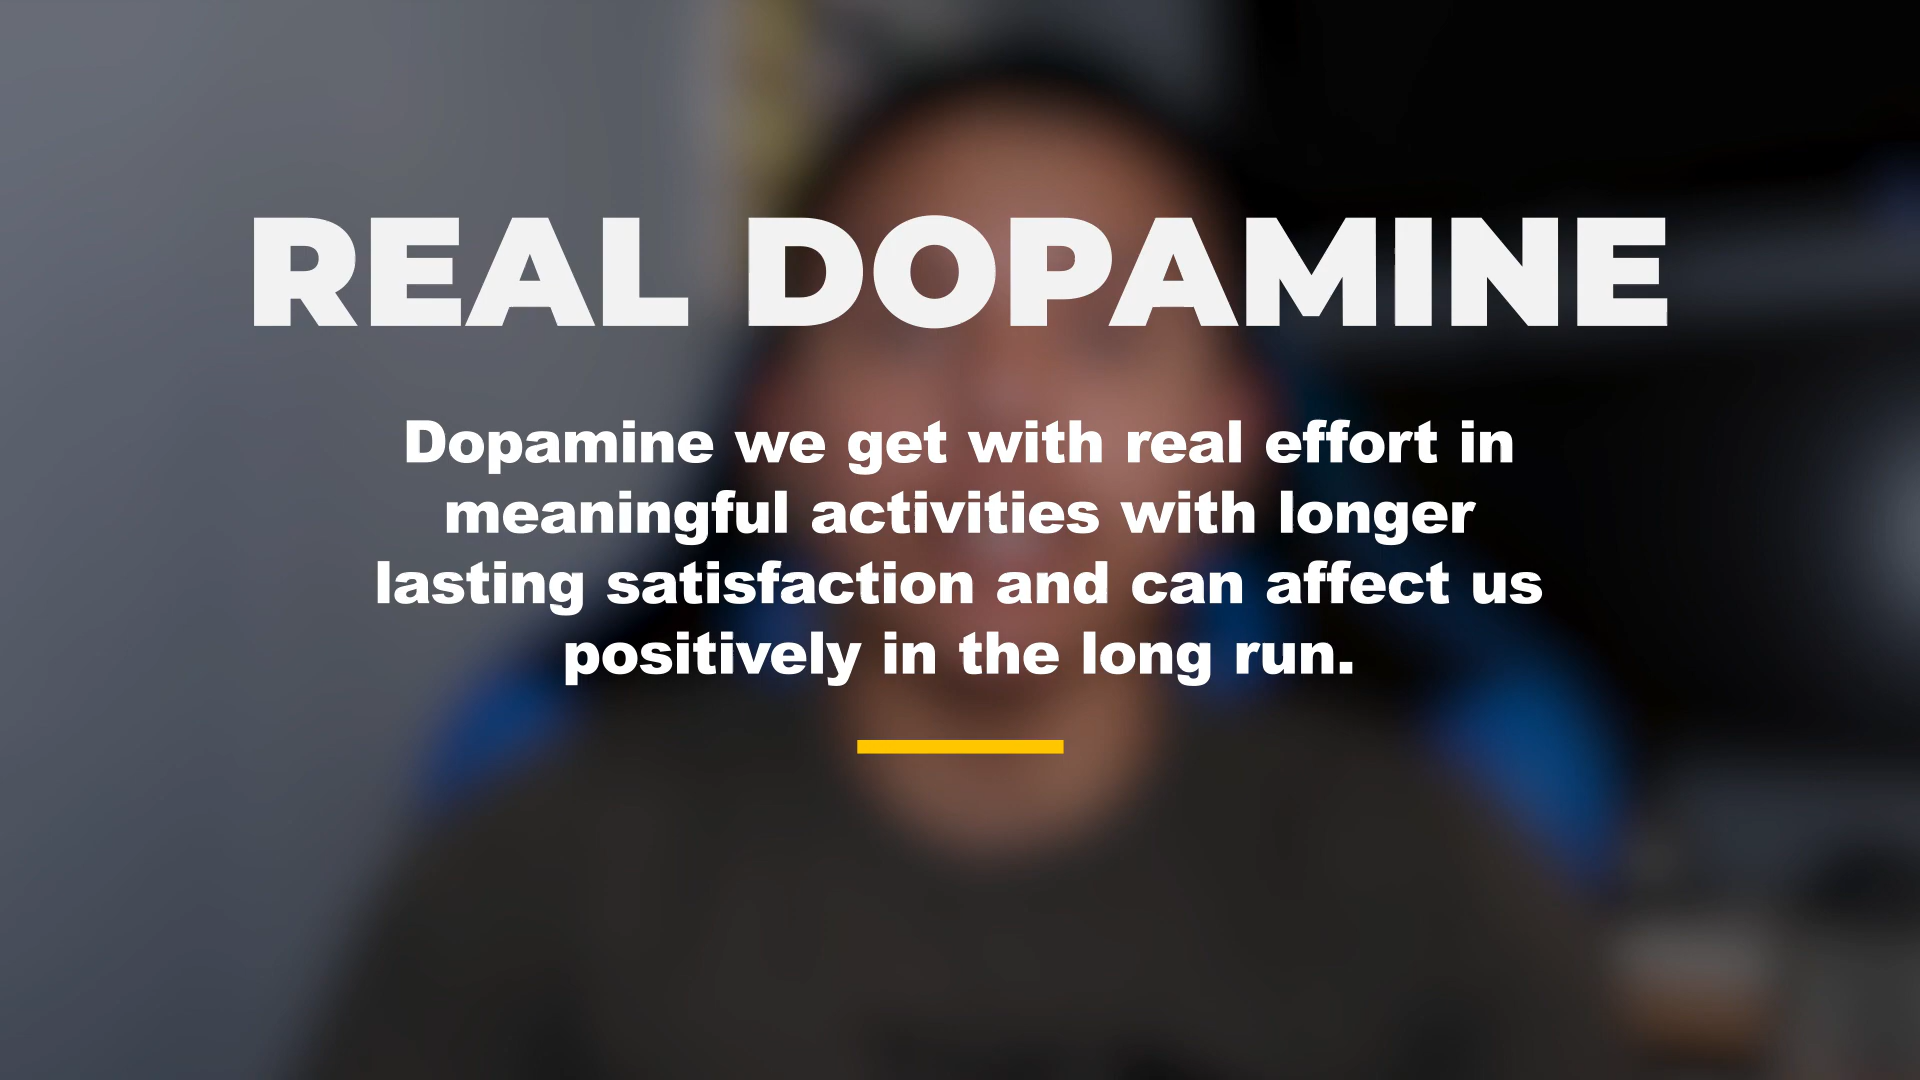 REAL DOPAMINE
Dopamine we get with real effort in
meaningful activities with longer
lasting satisfaction and can affect us
positively in the long run.